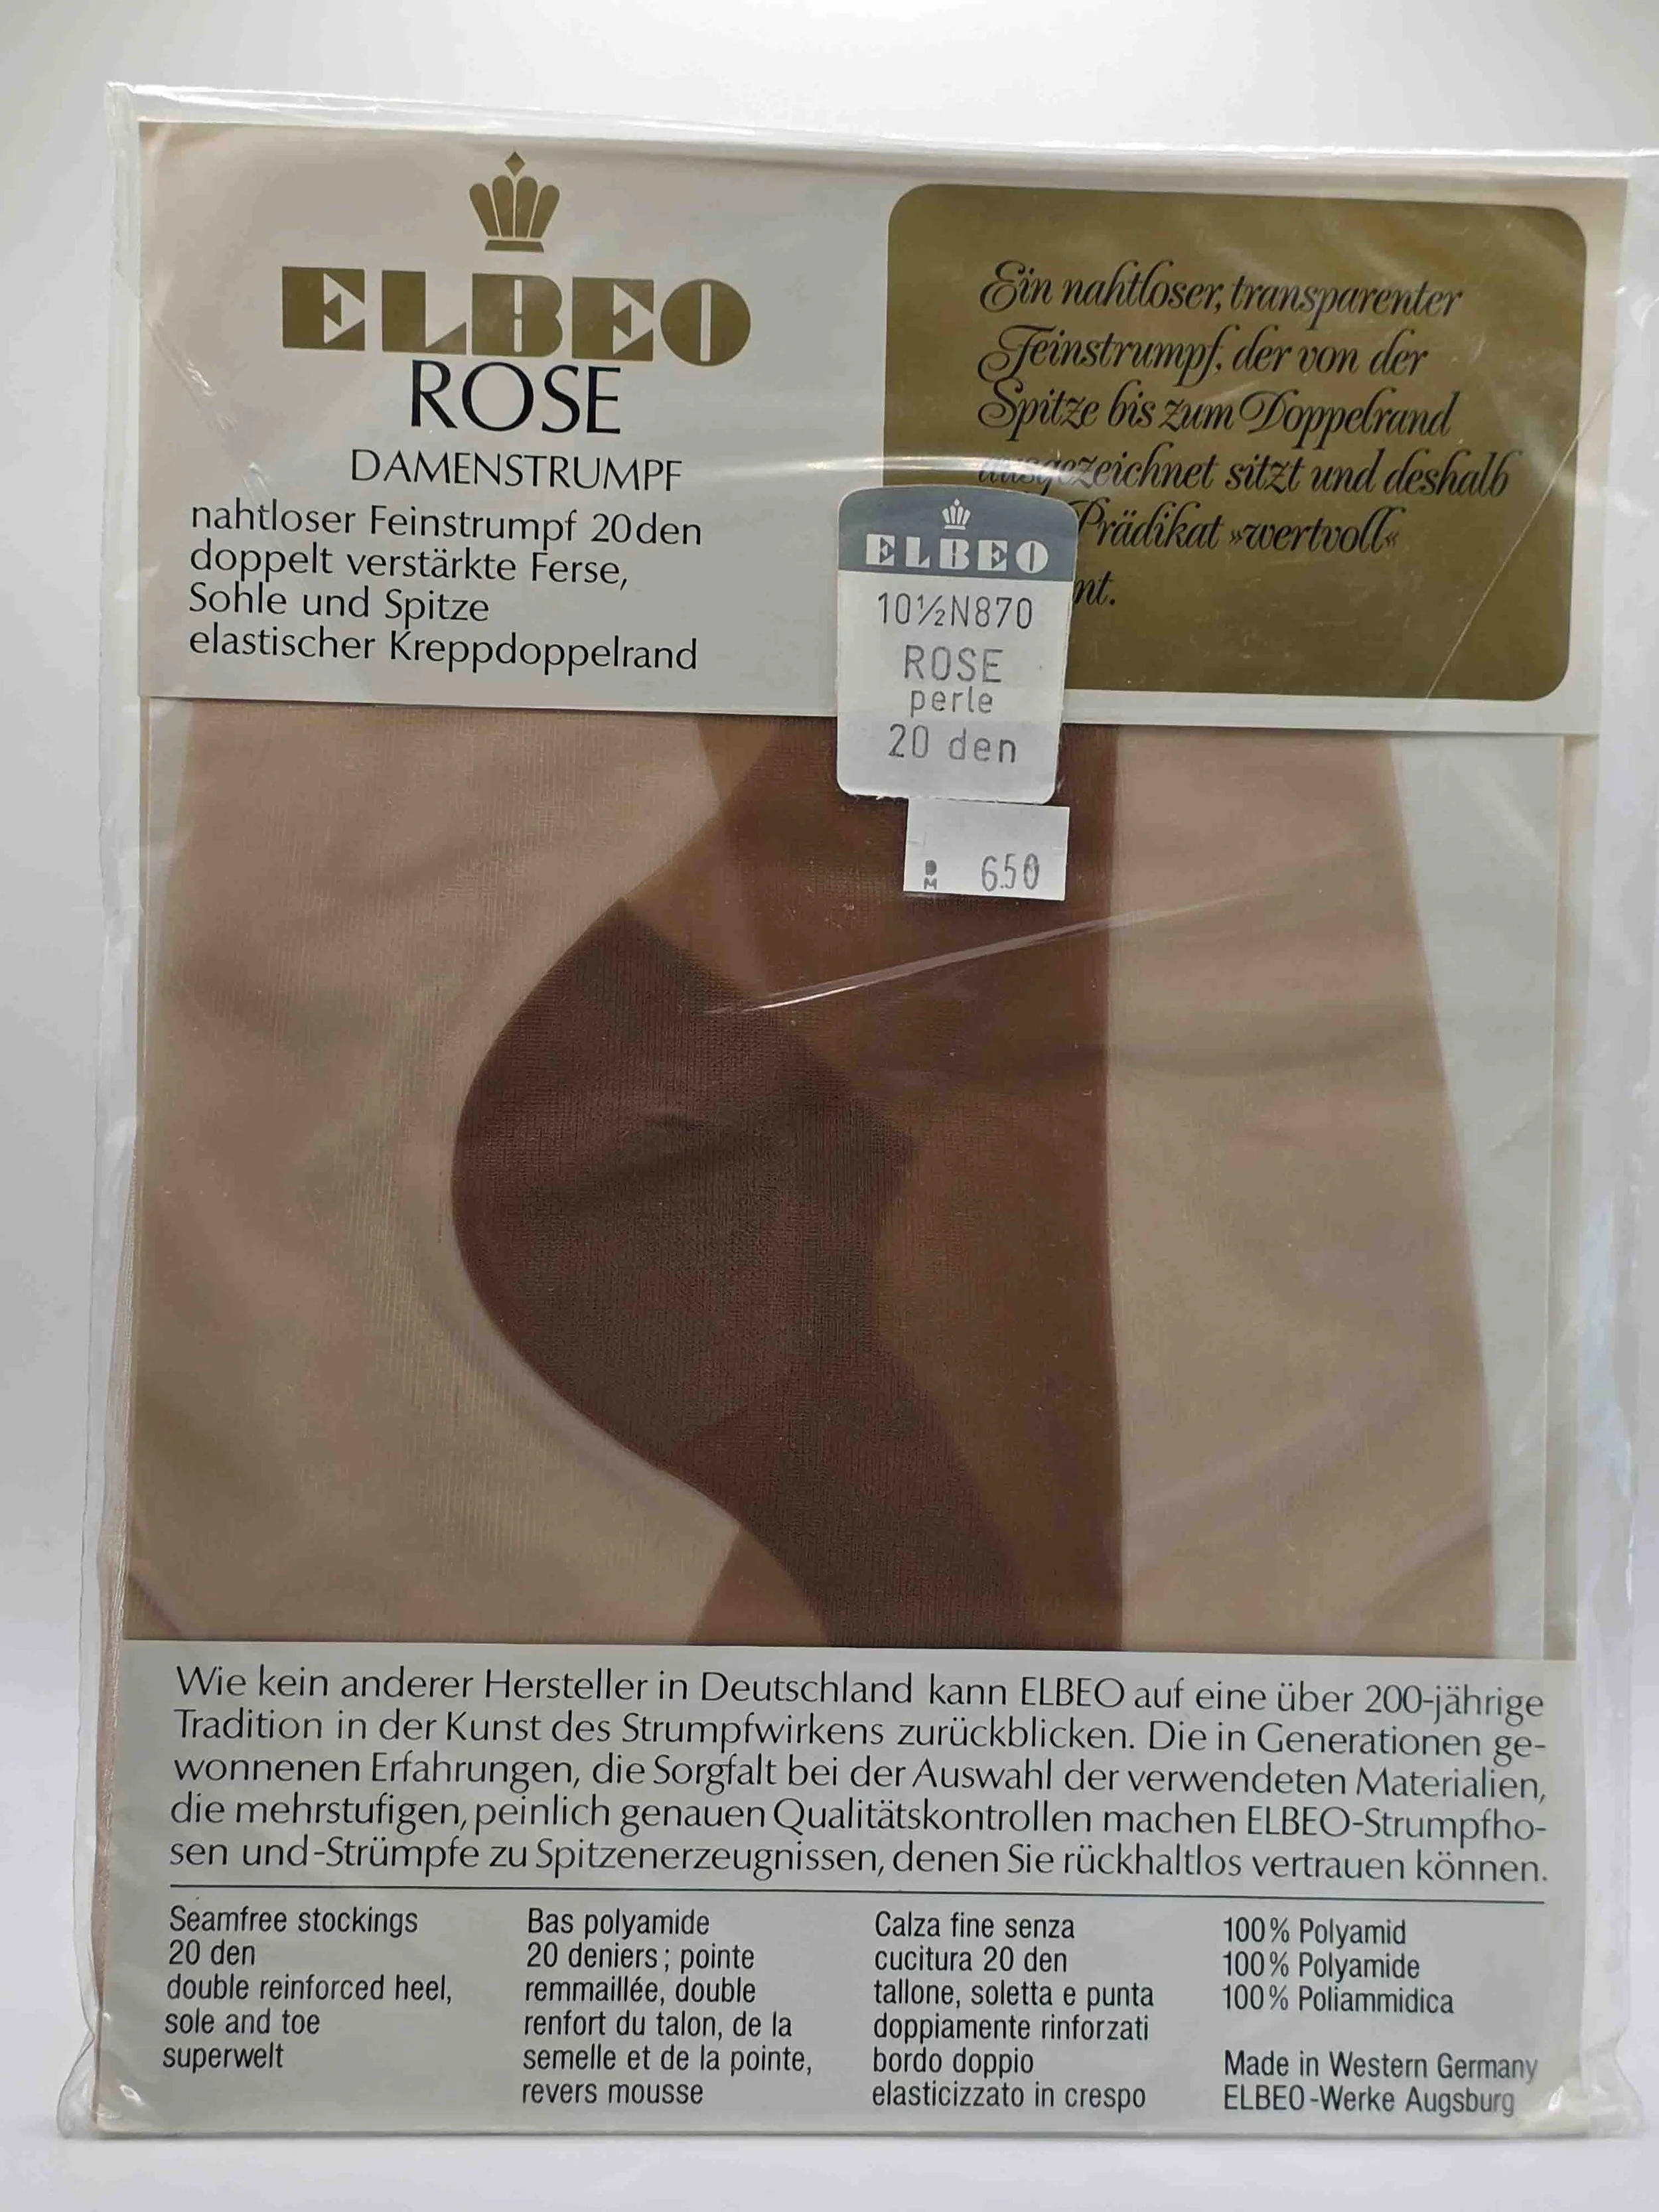 ELBEO
ROSE
DAMENSTRUMPF
nahtloser Feinstrumpf 20den
doppelt verstärkte Ferse,
Sohle und Spitze
elastischer Kreppdoppelrand
Ein nahtloser, transparenter
Feinstrumpf, der von der
Spitze bis zum Doppelrand
ausgezeichnet sitzt und deshalb
Prädikat »wertvoll«
ELBEO
10½N870
ROSE
perle
20 den
DM 650
Wie kein anderer Hersteller in Deutschland kann ELBEO auf eine über 200-jährige
Tradition in der Kunst des Strumpfwirkens zurückblicken. Die in Generationen ge-
wonnenen Erfahrungen, die Sorgfalt bei der Auswahl der verwendeten Materialien,
die mehrstufigen, peinlich genauen Qualitätskontrollen machen ELBEO-Strumpfho-
sen und-Strümpfe zu Spitzenerzeugnissen, denen Sie rückhaltlos vertrauen können.
Seamfree stockings
20 den
double reinforced heel,
sole and toe
superwelt
Bas polyamide
20 deniers; pointe
remmaillée, double
renfort du talon, de la
semelle et de la pointe,
revers mousse
Calza fine senza
cucitura 20 den
tallone, soletta e punta
doppiamente rinforzati
bordo doppio
elasticizzato in crespo
100% Polyamid
100% Polyamide
100% Poliammidica
Made in Western Germany
ELBEO-Werke Augsburg